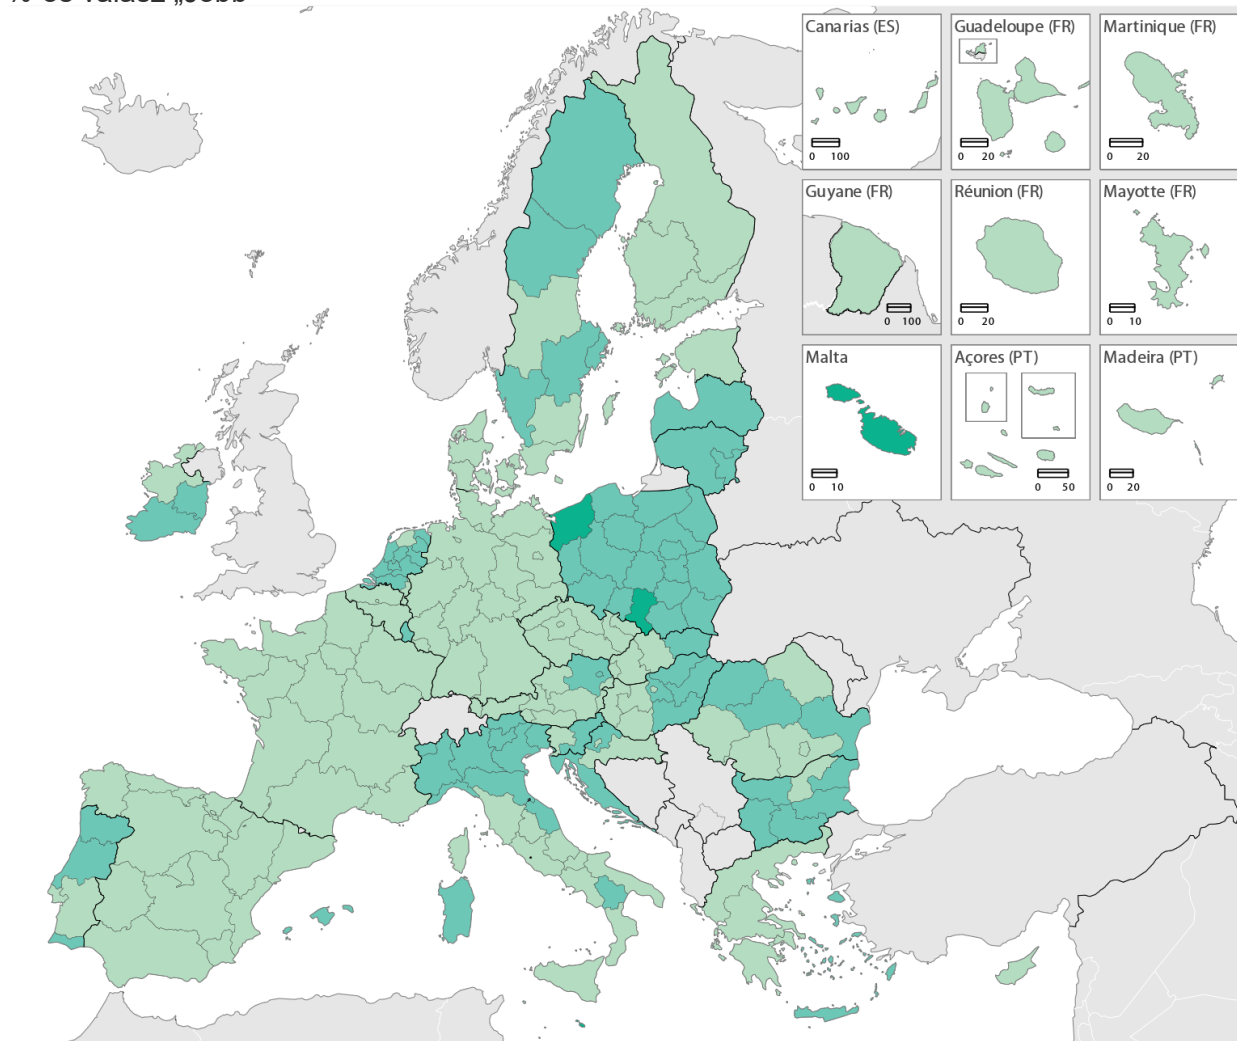 Canarias (ES)
0 100
Guadeloupe (FR)
0 20
Martinique (FR)
0 20
Guyane (FR)
0 100
Réunion (FR)
0 20
Mayotte (FR)
0 10
Malta
0 10
Açores (PT)
0 50
Madeira (PT)
0 20